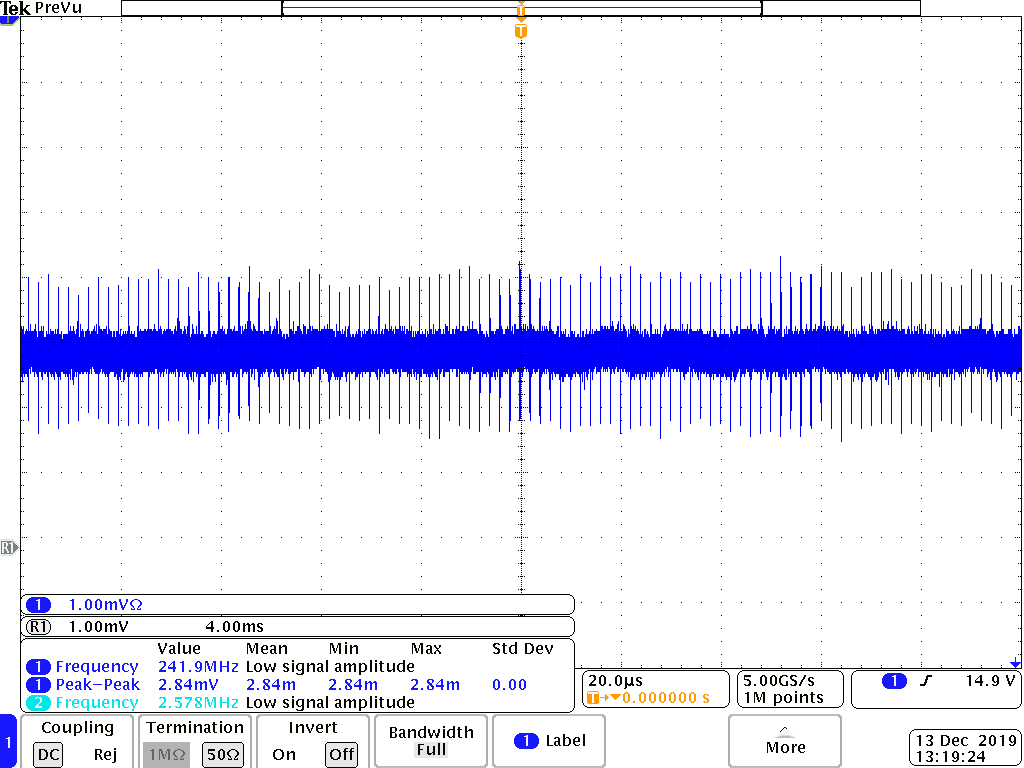 Tek PreVu
T
T
R1
1 1.00mVΩ
R1 1.00mV 4.00ms
Value Mean Min Max Std Dev
1 Frequency 241.9MHz Low signal amplitude
1 Peak–Peak 2.84mV 2.84m 2.84m 2.84m 0.00
2 Frequency 2.578MHz Low signal amplitude
20.0µs
T→▼0.000000 s
5.00GS/s
1M points
1 14.9 V
1
Coupling
DC Rej
Termination
1MΩ 50Ω
Invert
On Off
Bandwidth
Full
1 Label
More
13 Dec 2019
13:19:24